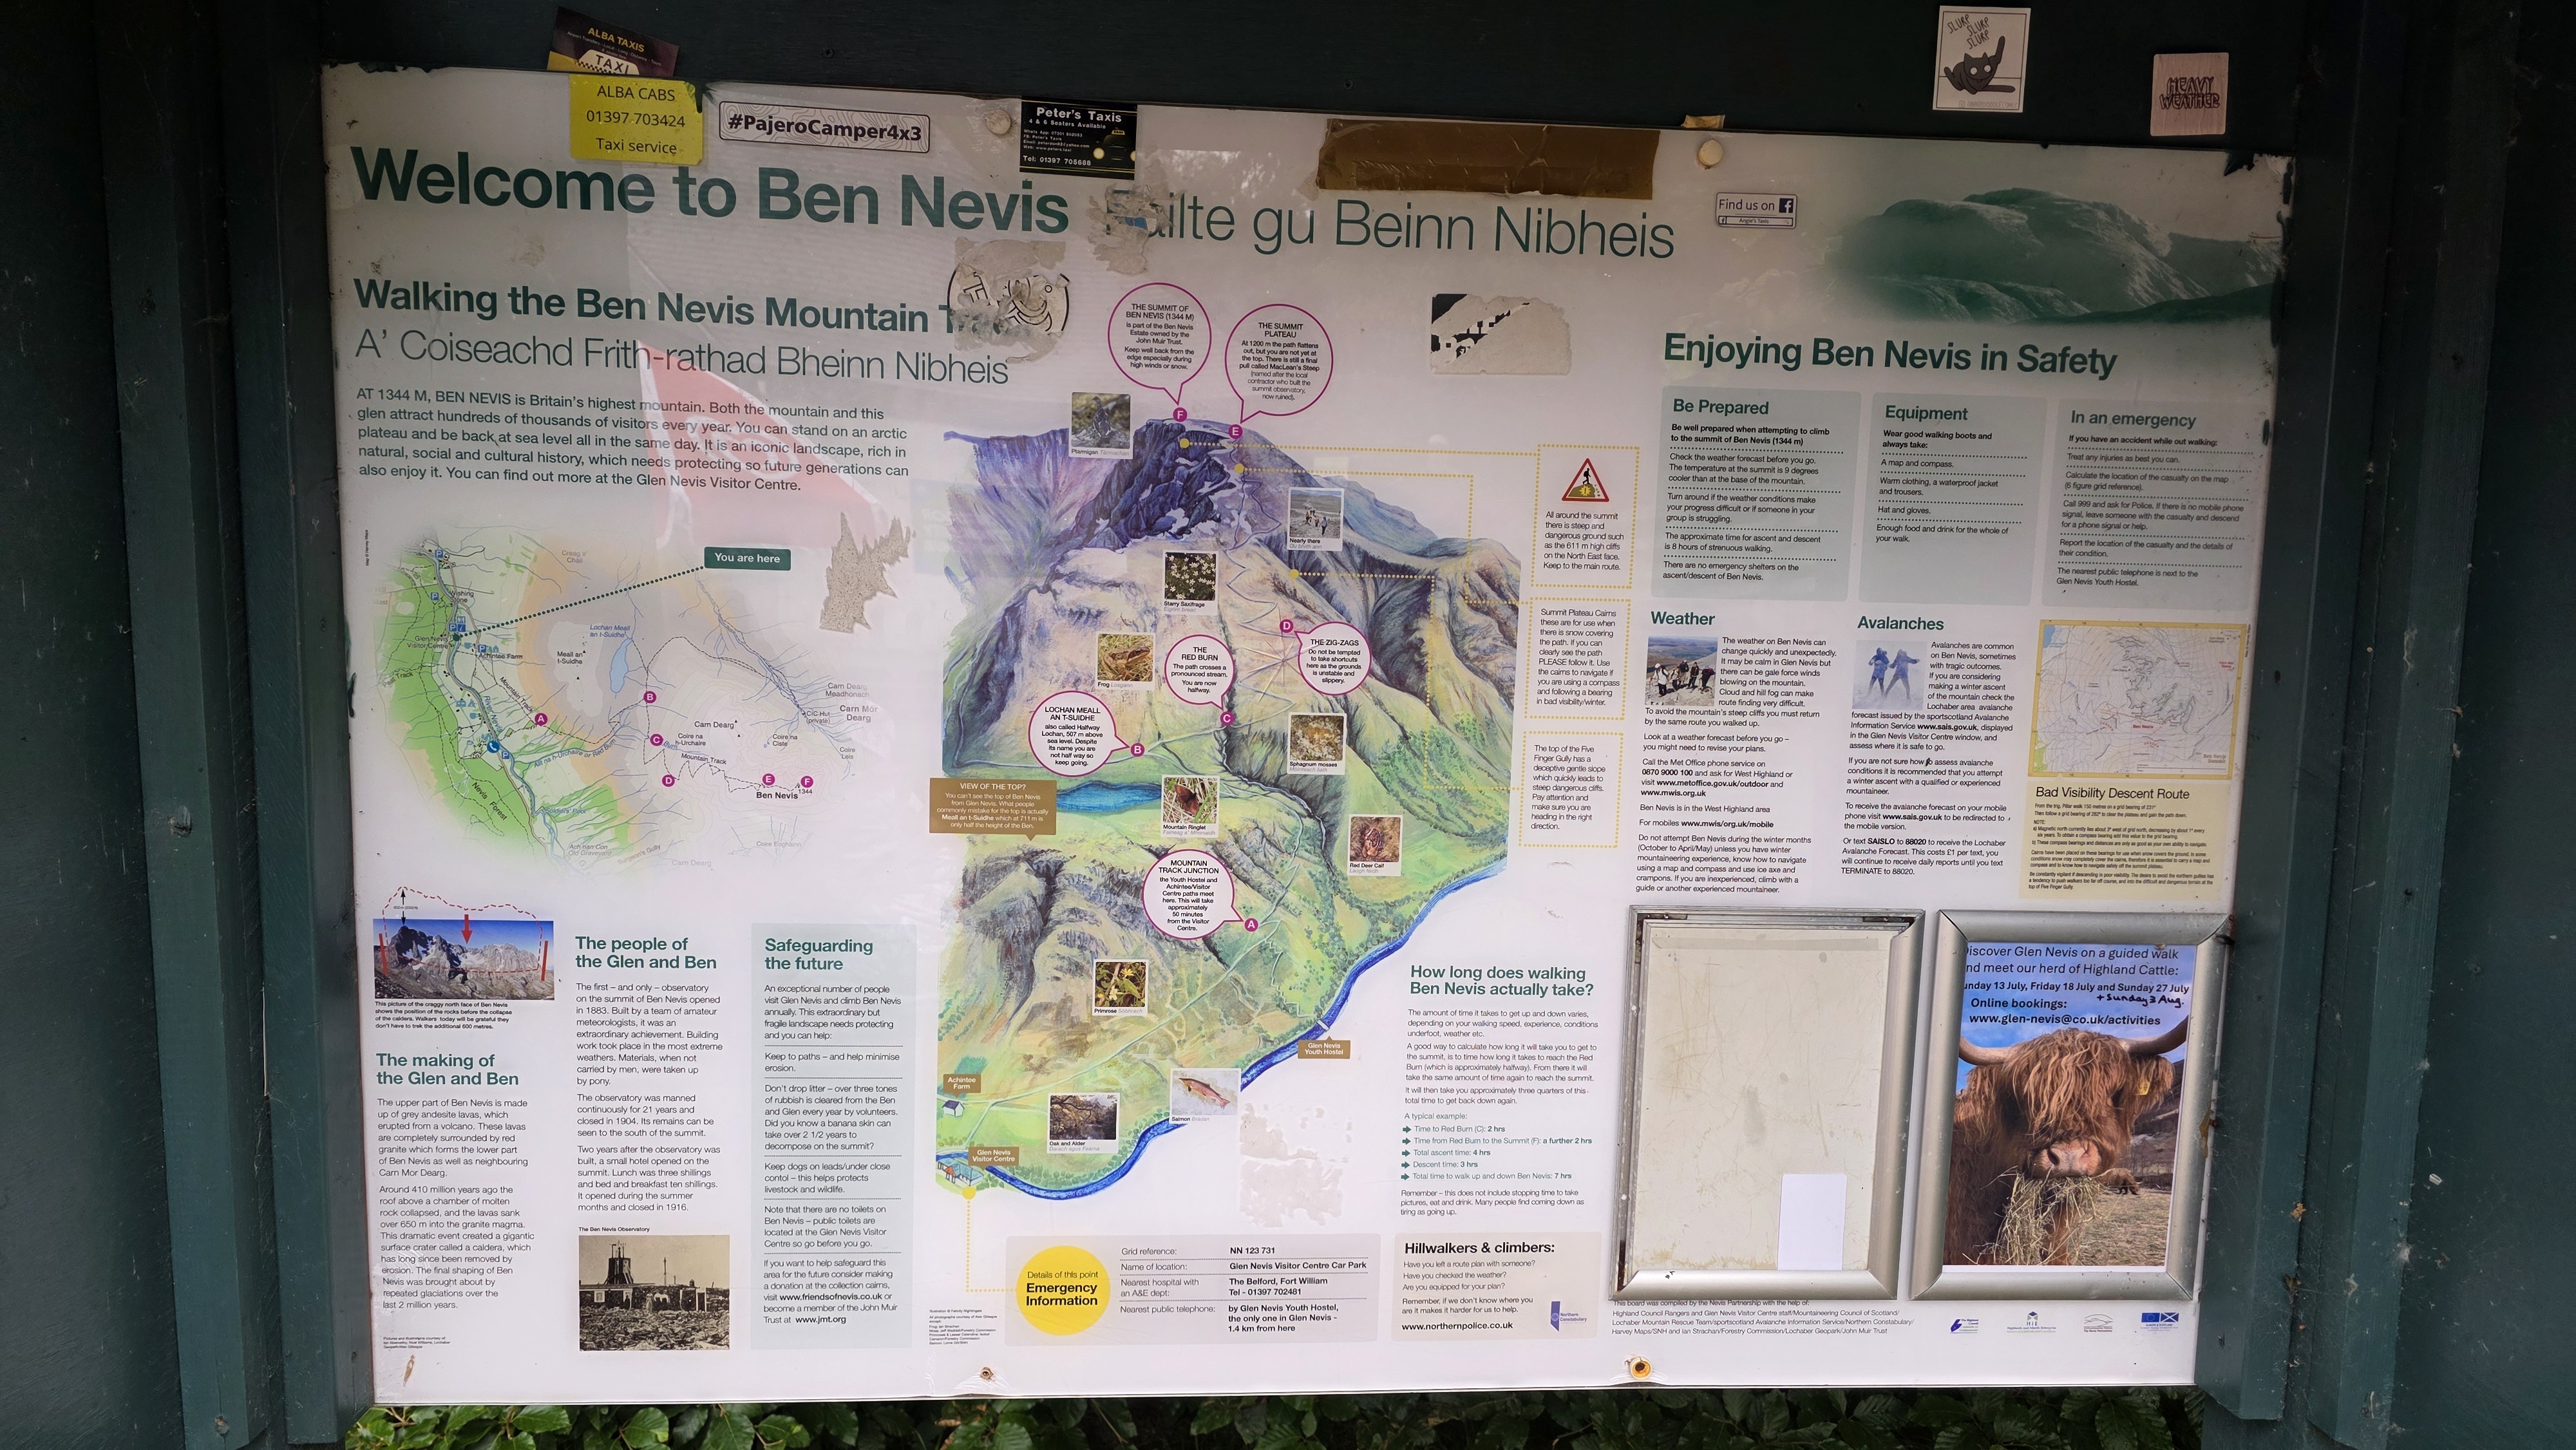 ALBA TAXIS
TAXI
ALBA CABS
01397 703424
Taxi service
#PajeroCamper4x3
Peter's Taxis
4 & 6 Seaters Available
Tel: 01397 706688
SLURP
SLURP
SLURP
HEAVY
WEATHER
Find us on
Angie's Taxis
Welcome to Ben Nevis
gu Beinn Nibheis
Walking the Ben Nevis Mountain
A' Coiseachd Frith-rathad Bheinn Nibheis
AT 1344 M, BEN NEVIS is Britain's highest mountain. Both the mountain and this
glen attract hundreds of thousands of visitors every year. You can stand on an arctic
plateau and be back at sea level all in the same day. It is an iconic landscape, rich in
natural, social and cultural history, which needs protecting so future generations can
also enjoy it. You can find out more at the Glen Nevis Visitor Centre.
You are here
Wishing
Stone
Glen Nevis
Visitor Centre
Achintee Farm
Track
Mountain Track
River Nevis
Nevis Forest
Creag a'
Chail
Lochan Meall
an t-Suidhe
Meall an
t-Suidhe
A
B
C
D
E
F
Allt na h-Urchaire or Red Burn
Carn Dearg
Coire na
h-Urchaire
Mountain Track
Coire na
Ciste
CIC Hut
(private)
Carn Dearg
Meadhonach
Carn Mór
Dearg
Coire
Leis
Ben Nevis 1344
Carn Dearg
Coire Eoghainn
This picture of the craggy north face of Ben Nevis
shows the position of the rocks before the collapse
of the caldera. Walkers today will be grateful they
don't have to trek the additional 600 metres.
The making of
the Glen and Ben
The upper part of Ben Nevis is made
up of grey andesite lavas, which
erupted from a volcano. These lavas
are completely surrounded by red
granite which forms the lower part
of Ben Nevis as well as neighbouring
Carn Mor Dearg.
Around 410 million years ago the
roof above a chamber of molten
rock collapsed, and the lavas sank
over 650 m into the granite magma.
This dramatic event created a gigantic
surface crater called a caldera, which
has long since been removed by
erosion. The final shaping of Ben
Nevis was brought about by
repeated glaciations over the
last 2 million years.
The people of
the Glen and Ben
The first – and only – observatory
on the summit of Ben Nevis opened
in 1883. Built by a team of amateur
meteorologists, it was an
extraordinary achievement. Building
work took place in the most extreme
weathers. Materials, when not
carried by men, were taken up
by pony.
The observatory was manned
continuously for 21 years and
closed in 1904. Its remains can be
seen to the south of the summit.
Two years after the observatory was
built, a small hotel opened on the
summit. Lunch was three shillings
and bed and breakfast ten shillings.
It opened during the summer
months and closed in 1916.
The Ben Nevis Observatory
Safeguarding
the future
An exceptional number of people
visit Glen Nevis and climb Ben Nevis
annually. This extraordinary but
fragile landscape needs protecting
and you can help:
Keep to paths – and help minimise
erosion.
Don't drop litter – over three tones
of rubbish is cleared from the Ben
and Glen every year by volunteers.
Did you know a banana skin can
take over 2 1/2 years to
decompose on the summit?
Keep dogs on leads/under close
contol – this helps protects
livestock and wildlife.
Note that there are no toilets on
Ben Nevis – public toilets are
located at the Glen Nevis Visitor
Centre so go before you go.
If you want to help safeguard this
area for the future consider making
a donation at the collection cairns,
visit www.friendsofnevis.co.uk or
become a member of the John Muir
Trust at www.jmt.org
THE SUMMIT OF
BEN NEVIS (1344 M)
is part of the Ben Nevis
Estate owned by the
John Muir Trust.
Keep well back from the
edge especially during
high winds or snow.
F
THE SUMMIT
PLATEAU
At 1200 m the path flattens
out, but you are not yet at
the top. There is still a final
pull called MacLean's Steep
(named after the local
contractor who built the
summit observatory,
now ruined).
E
Ptarmigan Tàrmachan
Nearly there
Starry Saxifrage
Frog Losgann
D
THE ZIG-ZAGS
Do not be tempted
to take shortcuts
here as the grounds
is unstable and
slippery.
THE
RED BURN
The path crosses a
pronounced stream.
You are now
halfway.
C
LOCHAN MEALL
AN T-SUIDHE
also called Halfway
Lochan, 507 m above
sea level. Despite
its name you are
not half way so
keep going.
B
Sphagnum mosses
VIEW OF THE TOP?
You can't see the top of Ben Nevis
from Glen Nevis. What people
commonly mistake for the top is actually
Meall an t-Suidhe which at 711 m is
only half the height of the Ben.
Mountain Ringlet
Red Deer Calf
Laogh fèidh
MOUNTAIN
TRACK JUNCTION
the Youth Hostel and
Achintee/Visitor
Centre paths meet
here. This will take
approximately
50 minutes
from the Visitor
Centre.
A
Primrose Sòbhrach
Glen Nevis
Youth Hostel
Achintee
Farm
Salmon Bradan
Oak and Alder
Glen Nevis
Visitor Centre
All around the summit
there is steep and
dangerous ground such
as the 611 m high cliffs
on the North East face.
Keep to the main route.
Summit Plateau Cairns
these are for use when
there is snow covering
the path. If you can
clearly see the path
PLEASE follow it. Use
the cairns to navigate if
you are using a compass
and following a bearing
in bad visibility/winter.
The top of the Five
Finger Gully has a
deceptive gentle slope
which quickly leads to
steep dangerous cliffs.
Pay attention and
make sure you are
heading in the right
direction.
How long does walking
Ben Nevis actually take?
The amount of time it takes to get up and down varies,
depending on your walking speed, experience, conditions
underfoot, weather etc.
A good way to calculate how long it will take you to get to
the summit, is to time how long it takes to reach the Red
Burn (which is approximately halfway). From there it will
take the same amount of time again to reach the summit.
It will then take you approximately three quarters of this
total time to get back down again.
A typical example:
Time to Red Burn (C): 2 hrs
Time from Red Burn to the Summit (F): a further 2 hrs
Total ascent time: 4 hrs
Descent time: 3 hrs
Total time to walk up and down Ben Nevis: 7 hrs
Remember – this does not include stopping time to take
pictures, eat and drink. Many people find coming down as
tiring as going up.
Details of this point
Emergency
Information
Grid reference: NN 123 731
Name of location: Glen Nevis Visitor Centre Car Park
Nearest hospital with The Belford, Fort William
an A&E dept: Tel - 01397 702481
Nearest public telephone: by Glen Nevis Youth Hostel,
the only one in Glen Nevis -
1.4 km from here
Hillwalkers & climbers:
Have you left a route plan with someone?
Have you checked the weather?
Are you equipped for your plan?
Remember, if we don't know where you
are it makes it harder for us to help.
www.northernpolice.co.uk
Northern
Constabulary
Enjoying Ben Nevis in Safety
Be Prepared
Be well prepared when attempting to climb
to the summit of Ben Nevis (1344 m)
Check the weather forecast before you go.
The temperature at the summit is 9 degrees
cooler than at the base of the mountain.
Turn around if the weather conditions make
your progress difficult or if someone in your
group is struggling.
The approximate time for ascent and descent
is 8 hours of strenuous walking.
There are no emergency shelters on the
ascent/descent of Ben Nevis.
Equipment
Wear good walking boots and
always take:
A map and compass.
Warm clothing, a waterproof jacket
and trousers.
Hat and gloves.
Enough food and drink for the whole of
your walk.
In an emergency
If you have an accident while out walking:
Treat any injuries as best you can.
Calculate the location of the casualty on the map
(6 figure grid reference).
Call 999 and ask for Police. If there is no mobile phone
signal, leave someone with the casualty and descend
for a phone signal or help.
Report the location of the casualty and the details of
their condition.
The nearest public telephone is next to the
Glen Nevis Youth Hostel.
Weather
The weather on Ben Nevis can
change quickly and unexpectedly.
It may be calm in Glen Nevis but
there can be gale force winds
blowing on the mountain.
Cloud and hill fog can make
route finding very difficult.
To avoid the mountain's steep cliffs you must return
by the same route you walked up.
Look at a weather forecast before you go –
you might need to revise your plans.
Call the Met Office phone service on
0870 9000 100 and ask for West Highland or
visit www.metoffice.gov.uk/outdoor and
www.mwis.org.uk
Ben Nevis is in the West Highland area
For mobiles www.mwis/org.uk/mobile
Do not attempt Ben Nevis during the winter months
(October to April/May) unless you have winter
mountaineering experience, know how to navigate
using a map and compass and use ice axe and
crampons. If you are inexperienced, climb with a
guide or another experienced mountaineer.
Avalanches
Avalanches are common
on Ben Nevis, sometimes
with tragic outcomes.
If you are considering
making a winter ascent
of the mountain check the
Lochaber area avalanche
forecast issued by the sportscotland Avalanche
Information Service www.sais.gov.uk, displayed
in the Glen Nevis Visitor Centre window, and
assess where it is safe to go.
If you are not sure how to assess avalanche
conditions it is recommended that you attempt
a winter ascent with a qualified or experienced
mountaineer.
To receive the avalanche forecast on your mobile
phone visit www.sais.gov.uk to be redirected to
the mobile version.
Or text SAISLO to 88020 to receive the Lochaber
Avalanche Forecast. This costs £1 per text, you
will continue to receive daily reports until you text
TERMINATE to 88020.
Bad Visibility Descent Route
From the trig. Pillar walk 150 metres on a grid bearing of 231°
Then follow a grid bearing of 282° to clear the plateau and gain the path down.
NOTE:
iscover Glen Nevis on a guided walk
nd meet our herd of Highland Cattle:
unday 13 July, Friday 18 July and Sunday 27 July
+ Sunday 3 Aug.
Online bookings:
www.glen-nevis@co.uk/activities
This board was compiled by the Nevis Partnership with the help of:
Highland Council Rangers and Glen Nevis Visitor Centre staff/Mountaineering Council of Scotland/
Lochaber Mountain Rescue Team/sportscotland Avalanche Information Service/Northern Constabulary/
Harvey Maps/SNH and Ian Strachan/Forestry Commission/Lochaber Geopark/John Muir Trust